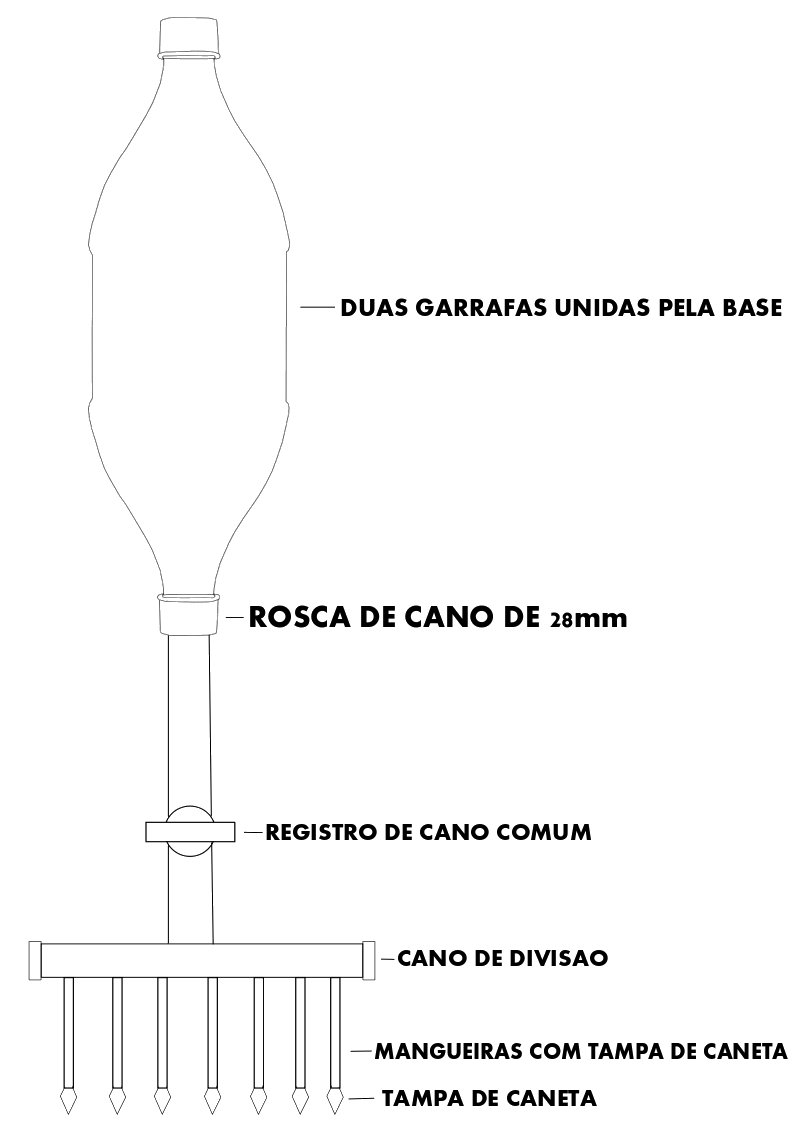 DUAS GARRAFAS UNIDAS PELA BASE
ROSCA DE CANO DE 28mm
REGISTRO DE CANO COMUM
CANO DE DIVISAO
MANGUEIRAS COM TAMPA DE CANETA
TAMPA DE CANETA